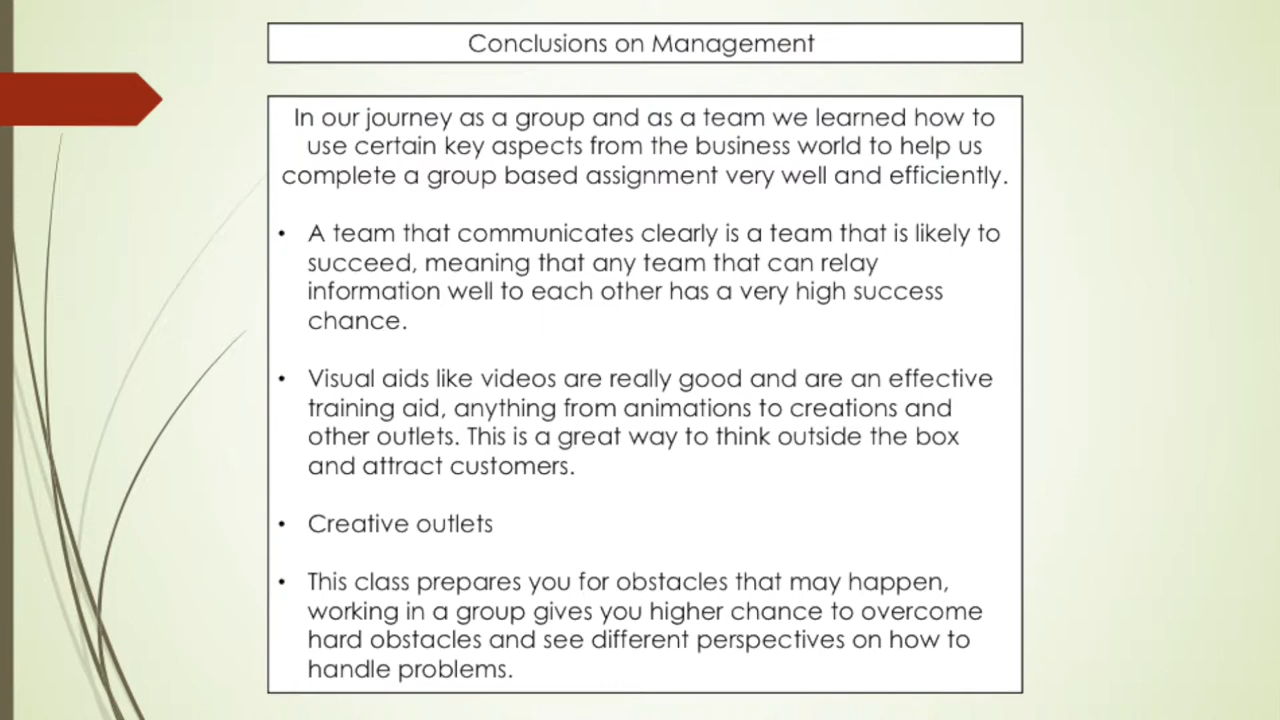 Conclusions on Management
In our journey as a group and as a team we learned how to
use certain key aspects from the business world to help us
complete a group based assignment very well and efficiently.
• A team that communicates clearly is a team that is likely to
succeed, meaning that any team that can relay
information well to each other has a very high success
chance.
• Visual aids like videos are really good and are an effective
training aid, anything from animations to creations and
other outlets. This is a great way to think outside the box
and attract customers.
• Creative outlets
• This class prepares you for obstacles that may happen,
working in a group gives you higher chance to overcome
hard obstacles and see different perspectives on how to
handle problems.